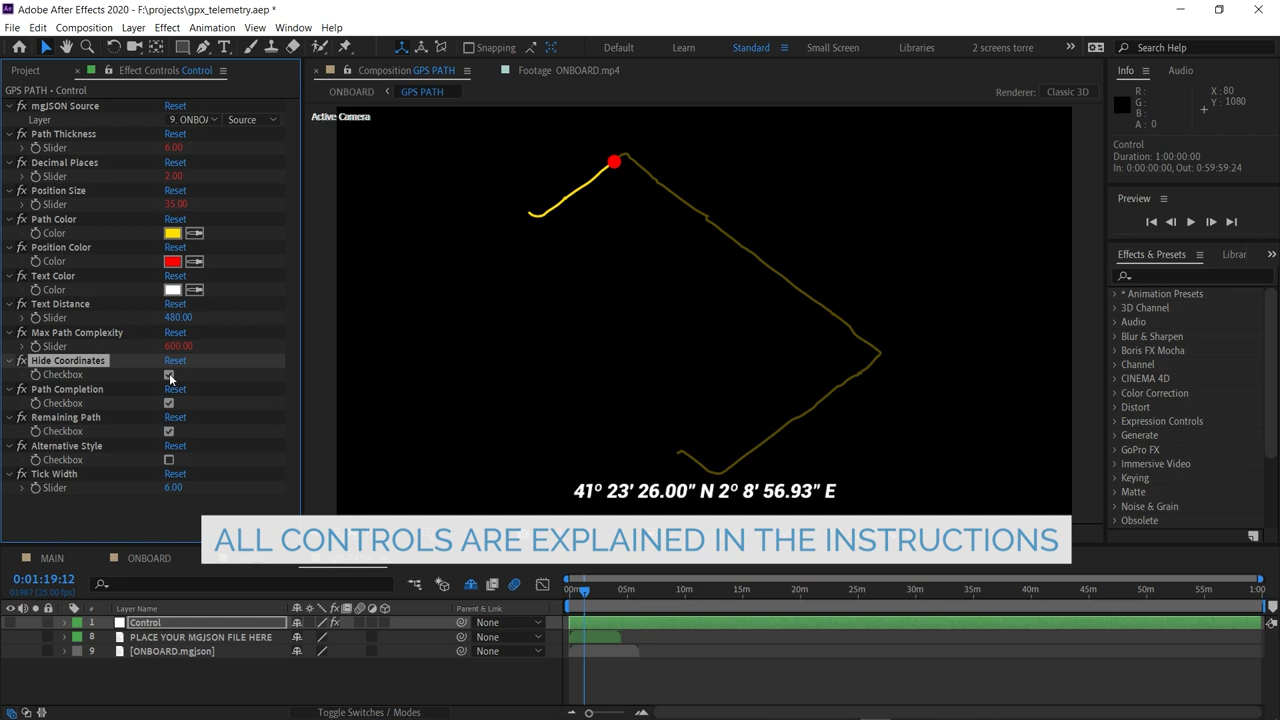 Adobe After Effects 2020 - F:\projects\gpx_telemetry.aep *
File Edit Composition Layer Effect Animation View Window Help
Snapping Default Learn Standard Small Screen Libraries 2 screens torre Search Help
Project Effect Controls Control Composition GPS PATH Footage ONBOARD.mp4 Info Audio
GPS PATH • Control ONBOARD GPS PATH Renderer: Classic 3D
Active Camera
mgJSON Source Reset
Layer 9. ONBO Source
Path Thickness Reset
Slider 6.00
Decimal Places Reset
Slider 2.00
Position Size Reset
Slider 35.00
Path Color Reset
Color
Position Color Reset
Color
Text Color Reset
Color
Text Distance Reset
Slider 480.00
Max Path Complexity Reset
Slider 600.00
Hide Coordinates Reset
Checkbox
Path Completion Reset
Checkbox
Remaining Path Reset
Checkbox
Alternative Style Reset
Checkbox
Tick Width Reset
Slider 6.00
41º 23' 26.00" N 2º 8' 56.93" E
ALL CONTROLS ARE EXPLAINED IN THE INSTRUCTIONS
R: X: 80
G: Y: 1080
B:
A: 0
Control
Duration: 1:00:00:00
In: 0:00:00:00, Out: 0:59:59:24
Preview
Effects & Presets Librar
* Animation Presets
3D Channel
Audio
Blur & Sharpen
Boris FX Mocha
Channel
CINEMA 4D
Color Correction
Distort
Expression Controls
Generate
GoPro FX
Immersive Video
Keying
Matte
Noise & Grain
Obsolete
MAIN ONBOARD
0:01:19:12
01987 (25.00 fps)
00m 05m 10m 15m 20m 25m 30m 35m 40m 45m 50m 55m 1:00
# Layer Name Parent & Link
1 Control None
8 PLACE YOUR MGJSON FILE HERE None
9 [ONBOARD.mgjson] None
Toggle Switches / Modes